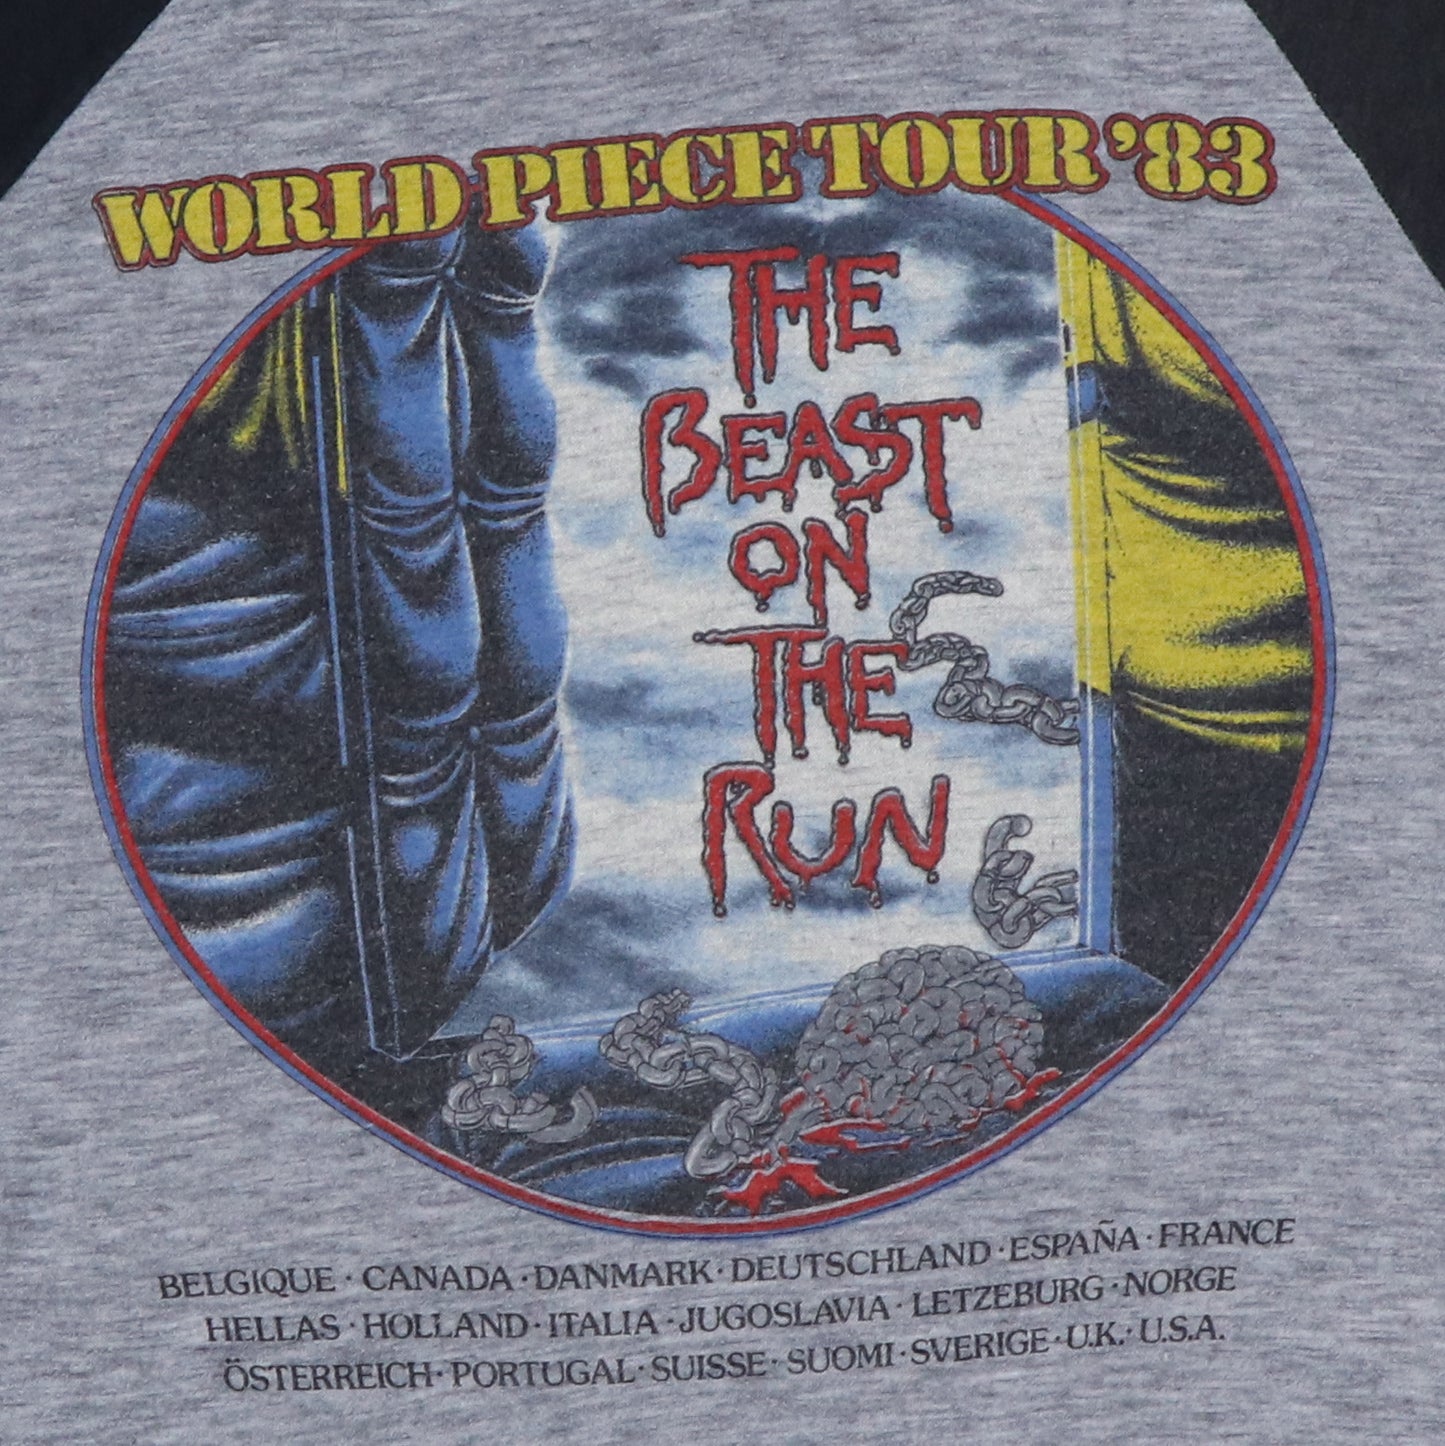 WORLD PIECE TOUR '83
THE
BEAST
ON
THE
RUN
BELGIQUE · CANADA · DANMARK · DEUTSCHLAND · ESPAÑA · FRANCE
HELLAS · HOLLAND · ITALIA · JUGOSLAVIA · LETZEBURG · NORGE
ÖSTERREICH · PORTUGAL · SUISSE · SUOMI · SVERIGE · U.K. · U.S.A.